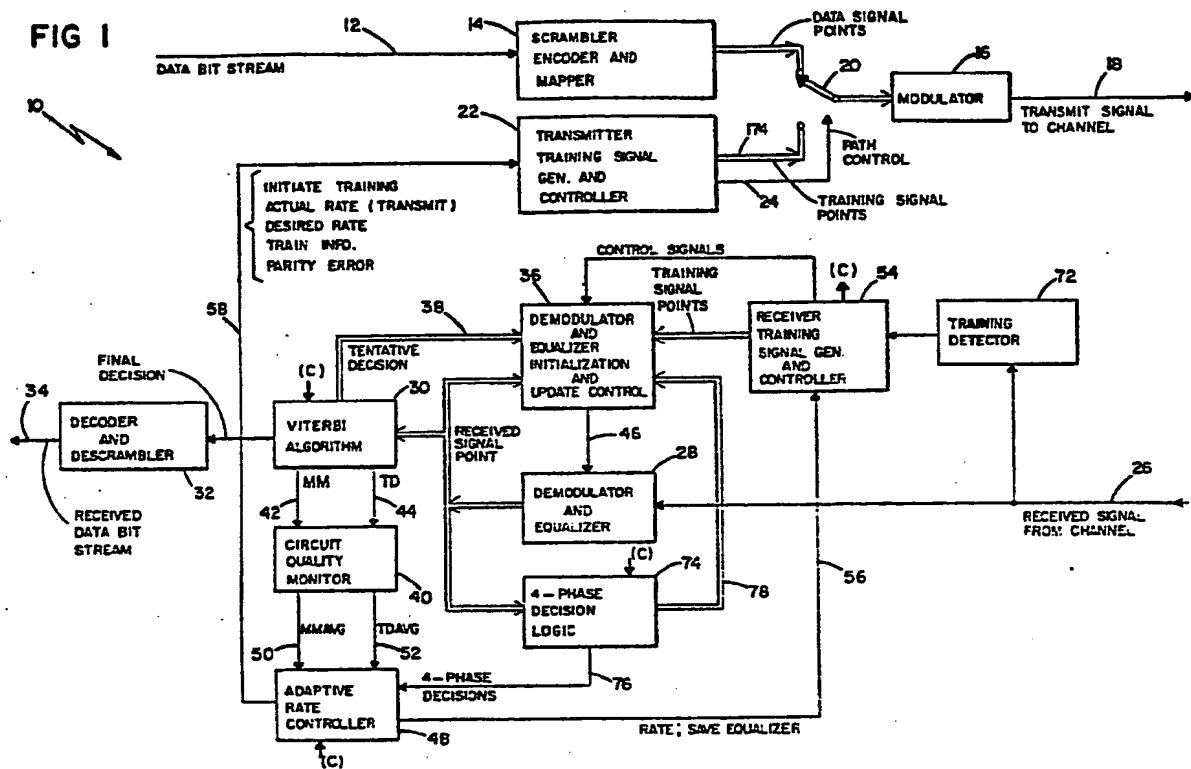 FIG 1
10
12
DATA BIT STREAM
14
SCRAMBLER
ENCODER AND
MAPPER
DATA SIGNAL
POINTS
20
16
MODULATOR
18
TRANSMIT SIGNAL
TO CHANNEL
22
TRANSMITTER
TRAINING SIGNAL
GEN. AND
CONTROLLER
174
24
PATH
CONTROL
TRAINING SIGNAL
POINTS
INITIATE TRAINING
ACTUAL RATE (TRANSMIT)
DESIRED RATE
TRAIN INFO.
PARITY ERROR
58
CONTROL SIGNALS
36
TRAINING
SIGNAL
POINTS
(C)
54
72
DEMODULATOR
AND
EQUALIZER
INITIALIZATION
AND
UPDATE CONTROL
RECEIVER
TRAINING
SIGNAL GEN.
AND
CONTROLLER
TRAINING
DETECTOR
38
TENTATIVE
DECISION
FINAL
DECISION
34
(C)
30
DECODER
AND
DESCRAMBLER
32
VITERBI
ALGORITHM
RECEIVED
SIGNAL
POINT
46
28
RECEIVED
DATA BIT
STREAM
MM
TD
42
44
DEMODULATOR
AND
EQUALIZER
26
RECEIVED SIGNAL
FROM CHANNEL
CIRCUIT
QUALITY
MONITOR
40
(C)
74
4-PHASE
DECISION
LOGIC
78
56
MMAVG
TDAVG
50
52
76
4-PHASE
DECISIONS
ADAPTIVE
RATE
CONTROLLER
48
RATE; SAVE EQUALIZER
(C)